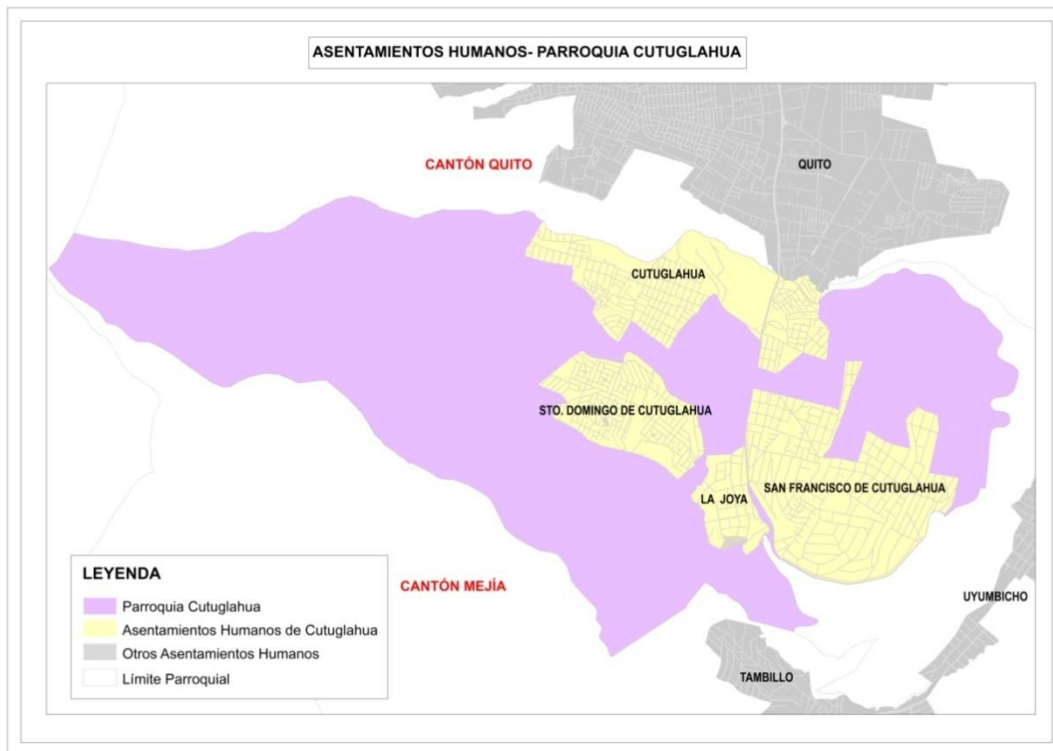 ASENTAMIENTOS HUMANOS- PARROQUIA CUTUGLAHUA
CANTÓN QUITO
QUITO
CUTUGLAHUA
STO. DOMINGO DE CUTUGLAHUA
LA JOYA
SAN FRANCISCO DE CUTUGLAHUA
CANTÓN MEJÍA
UYUMBICHO
TAMBILLO
LEYENDA
Parroquia Cutuglahua
Asentamientos Humanos de Cutuglahua
Otros Asentamientos Humanos
Límite Parroquial